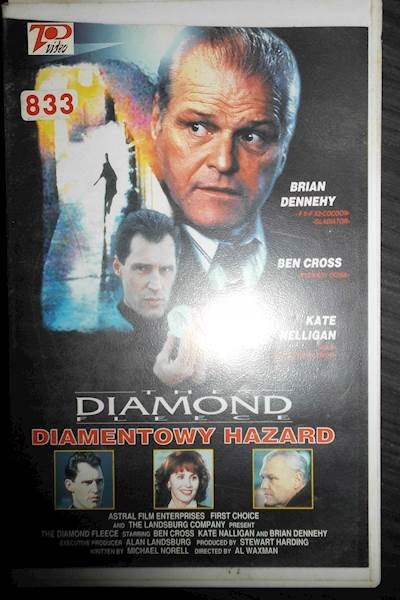 video
833
BRIAN
DENNEHY
-GLADIATOR-
BEN CROSS
KATE
NELLIGAN
THE
DIAMOND
FLEECE
DIAMENTOWY HAZARD
ASTRAL FILM ENTERPRISES FIRST CHOICE
AND THE LANDSBURG COMPANY PRESENT
THE DIAMOND FLEECE STARRING BEN CROSS KATE NALLIGAN AND BRIAN DENNEHY
EXECUTIVE PRODUCER ALAN LANDSBURG PRODUCED BY STEWART HARDING
WRITTEN BY MICHAEL NORELL DIRECTED BY AL WAXMAN